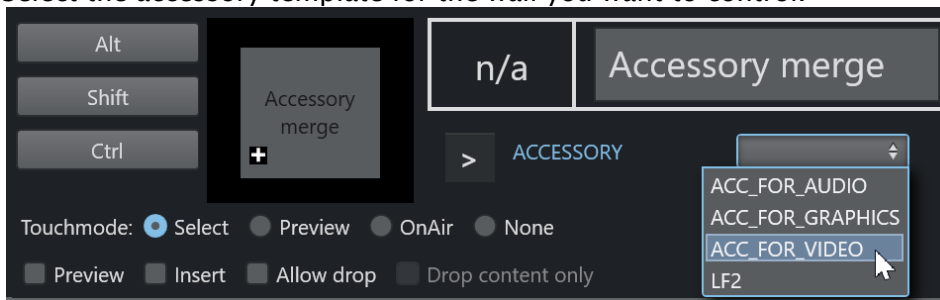 Select the accessory template for the wall you want to control.
Alt
Shift
Ctrl
Accessory
merge
n/a
Accessory merge
> ACCESSORY
ACC_FOR_AUDIO
ACC_FOR_GRAPHICS
ACC_FOR_VIDEO
LF2
Touchmode: Select Preview OnAir None
Preview Insert Allow drop Drop content only